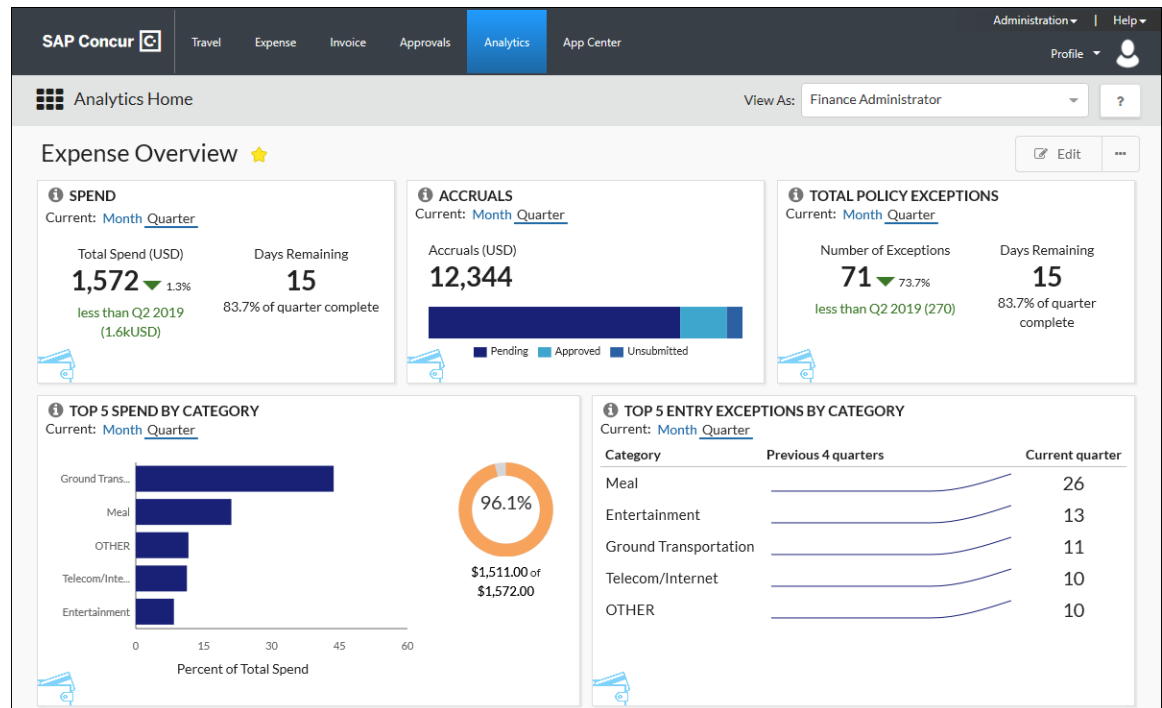 Administration | Help
SAP Concur C Travel Expense Invoice Approvals Analytics App Center
Profile
Analytics Home View As: Finance Administrator ?
Expense Overview Edit ...
SPEND
Current: Month Quarter
Total Spend (USD) Days Remaining
1,572 1.3% 15
less than Q2 2019 83.7% of quarter complete
(1.6kUSD)
ACCRUALS
Current: Month Quarter
Accruals (USD)
12,344
Pending Approved Unsubmitted
TOTAL POLICY EXCEPTIONS
Current: Month Quarter
Number of Exceptions Days Remaining
71 73.7% 15
less than Q2 2019 (270) 83.7% of quarter
complete
TOP 5 SPEND BY CATEGORY
Current: Month Quarter
Ground Trans...
Meal
OTHER
Telecom/Inte...
Entertainment
0 15 30 45 60
Percent of Total Spend
96.1%
$1,511.00 of
$1,572.00
TOP 5 ENTRY EXCEPTIONS BY CATEGORY
Current: Month Quarter
Category Previous 4 quarters Current quarter
Meal 26
Entertainment 13
Ground Transportation 11
Telecom/Internet 10
OTHER 10